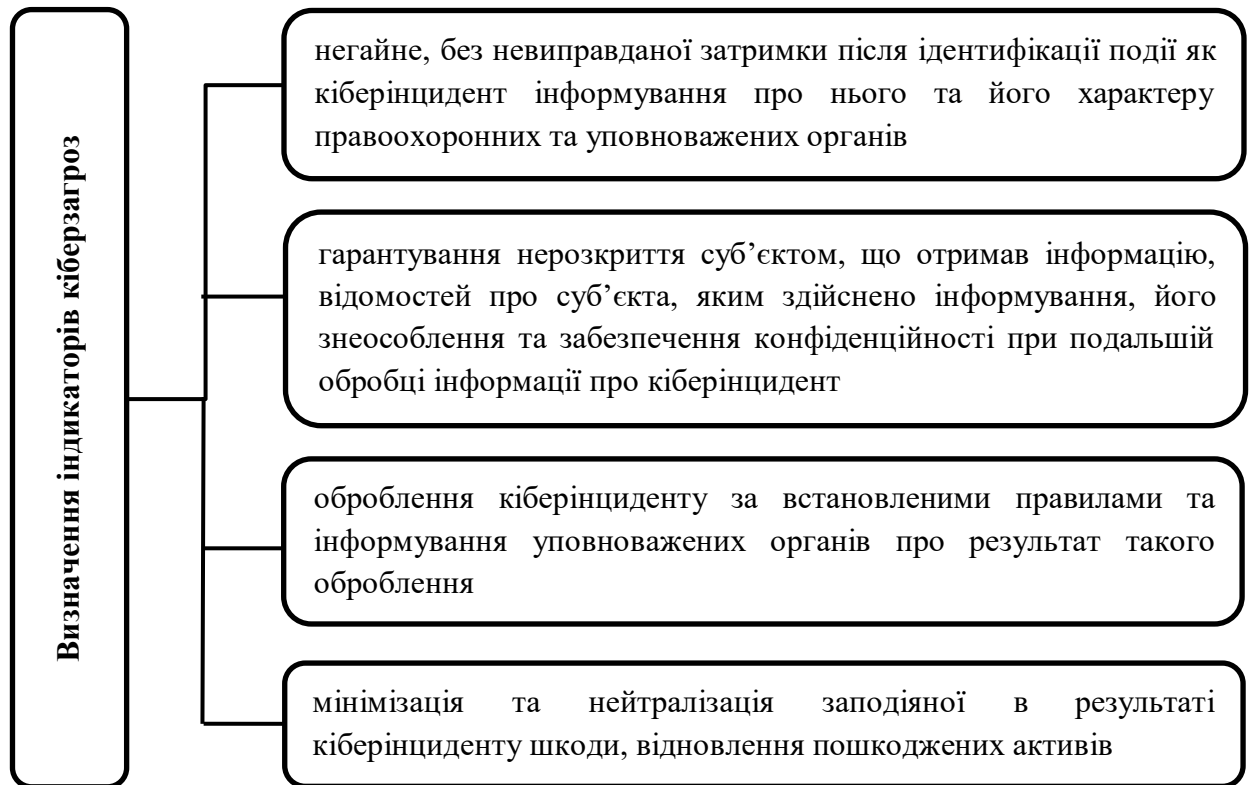 Визначення індикаторів кіберзагроз
негайне, без невиправданої затримки після ідентифікації події як
кіберінцидент інформування про нього та його характеру
правоохоронних та уповноважених органів
гарантування нерозкриття суб’єктом, що отримав інформацію,
відомостей про суб’єкта, яким здійснено інформування, його
знеособлення та забезпечення конфіденційності при подальшій
обробці інформації про кіберінцидент
оброблення кіберінциденту за встановленими правилами та
інформування уповноважених органів про результат такого
оброблення
мінімізація та нейтралізація заподіяної в результаті
кіберінциденту шкоди, відновлення пошкоджених активів